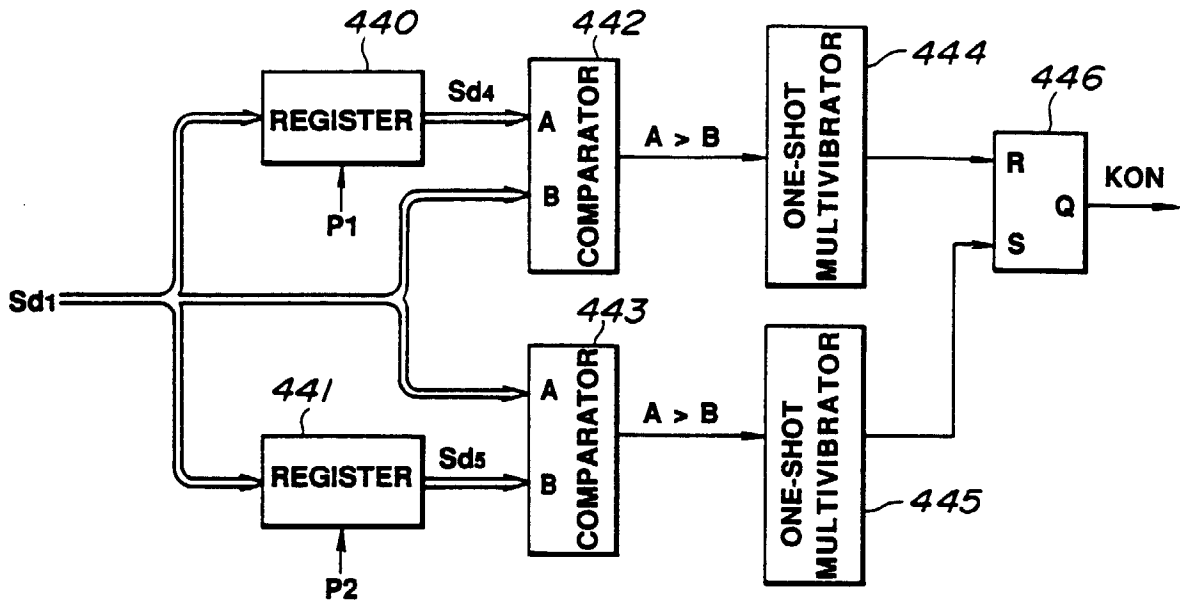 440
442
444
446
REGISTER
Sd4
A
B
COMPARATOR
A > B
ONE-SHOT
MULTIVIBRATOR
R
S
Q
KON
P1
Sd1
443
441
REGISTER
Sd5
A
B
COMPARATOR
A > B
ONE-SHOT
MULTIVIBRATOR
445
P2